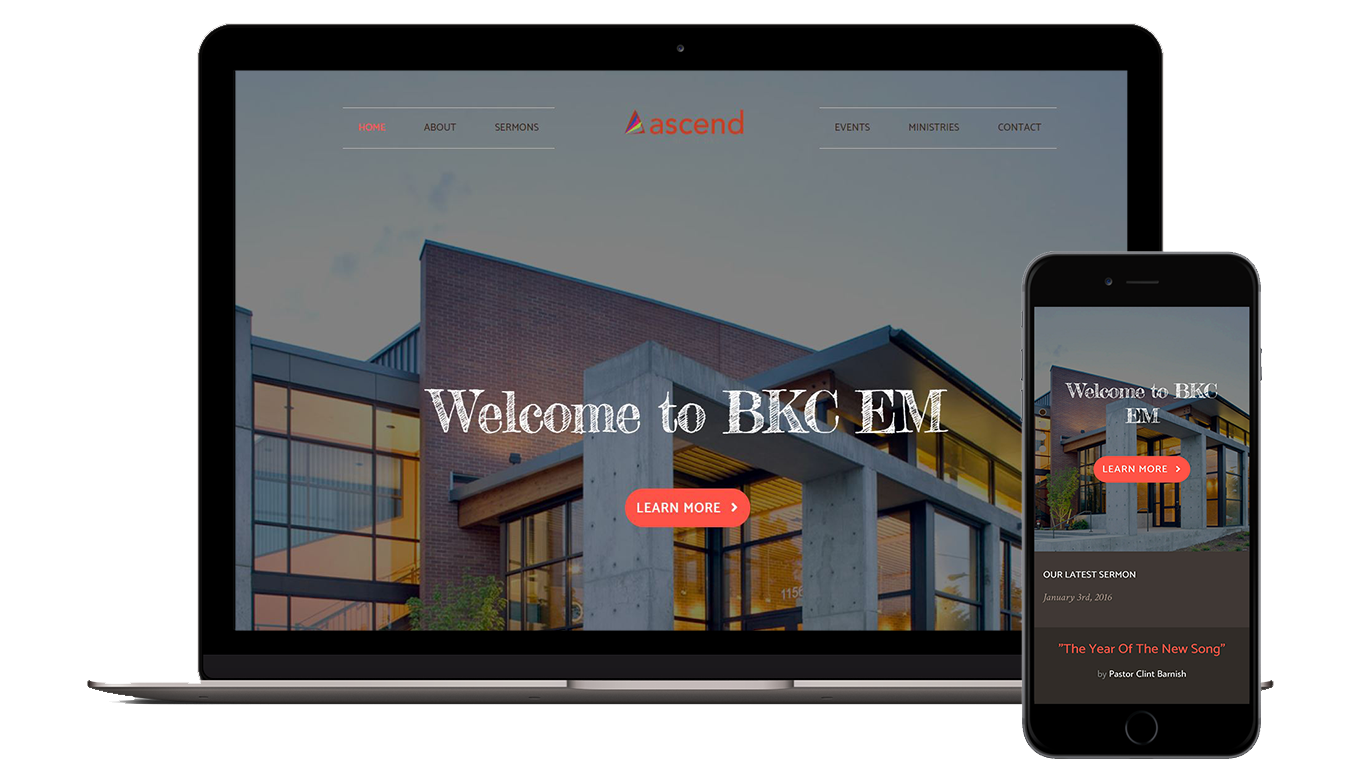 HOME ABOUT SERMONS
ascend
EVENTS MINISTRIES CONTACT
Welcome to BKC EM
LEARN MORE
Welcome to BKC
EM
LEARN MORE
OUR LATEST SERMON
January 3rd, 2016
"The Year Of The New Song"
by Pastor Clint Barnish